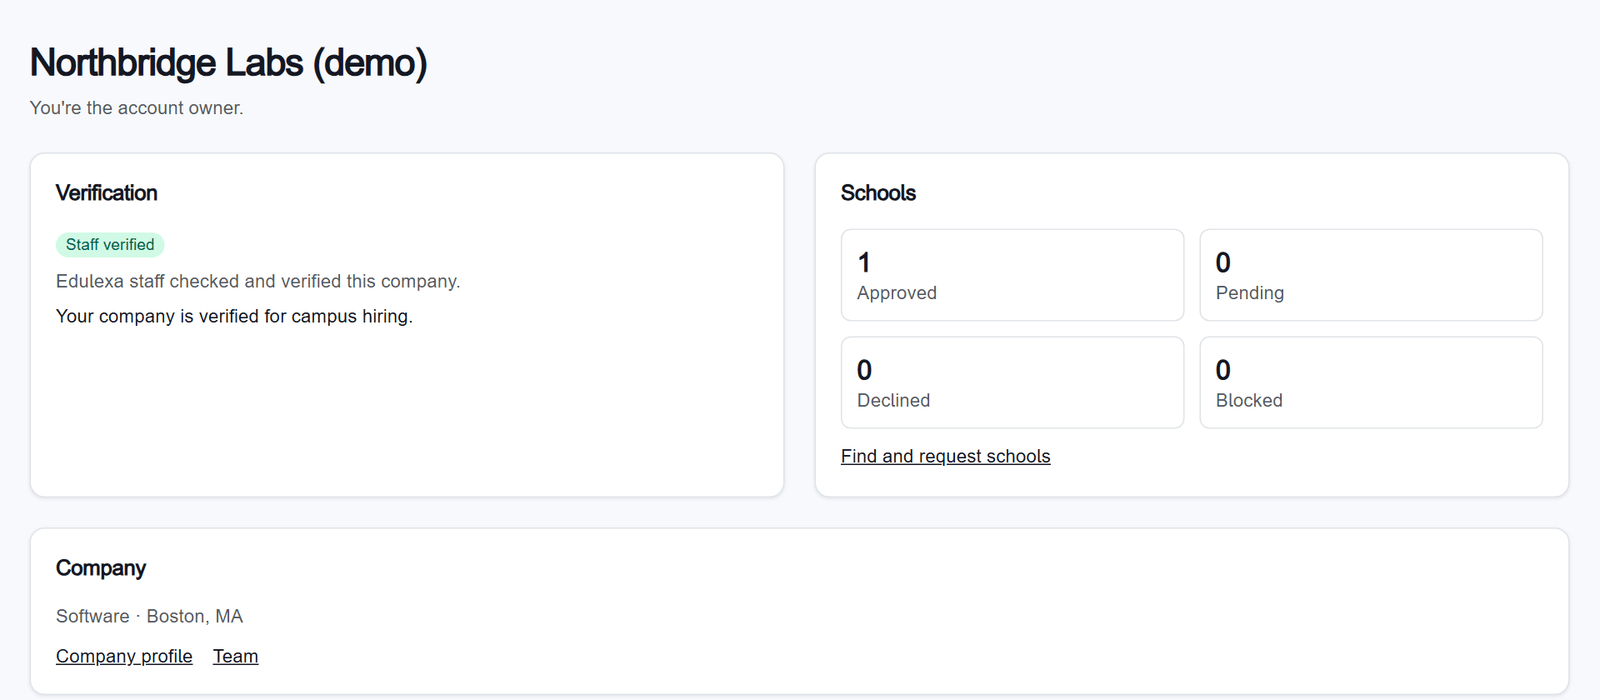 Northbridge Labs (demo)
You're the account owner.
Verification
Staff verified
Edulexa staff checked and verified this company.
Your company is verified for campus hiring.
Schools
1
Approved
0
Pending
0
Declined
0
Blocked
Find and request schools
Company
Software · Boston, MA
Company profile Team